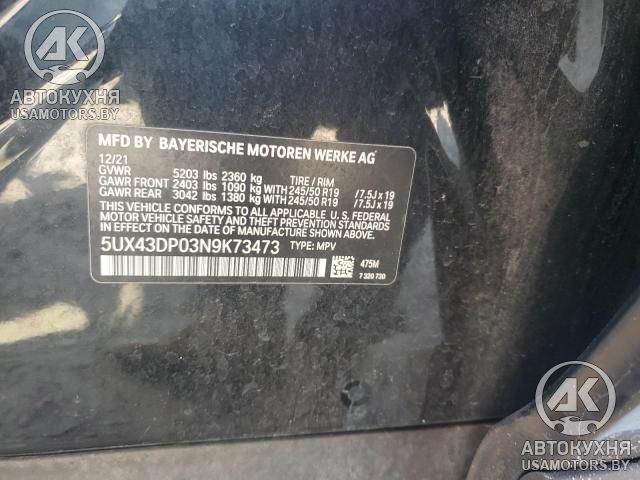 AK
АВТОКУХНЯ
USAMOTORS.BY
MFD BY BAYERISCHE MOTOREN WERKE AG
12/21
GVWR 5203 lbs 2360 kg TIRE / RIM
GAWR FRONT 2403 lbs 1090 kg WITH 245/50 R19 /7.5J x 19
GAWR REAR 3042 lbs 1380 kg WITH 245/50 R19 /7.5J x 19
THIS VEHICLE CONFORMS TO ALL APPLICABLE U. S. FEDERAL
MOTOR VEHICLE SAFETY AND THEFT PREVENTION STANDARDS
IN EFFECT ON THE DATE OF MANUFACTURE SHOWN ABOVE.
5UX43DP03N9K73473 TYPE: MPV
475M
7 320 730
AK
АВТОКУХНЯ
USAMOTORS.BY